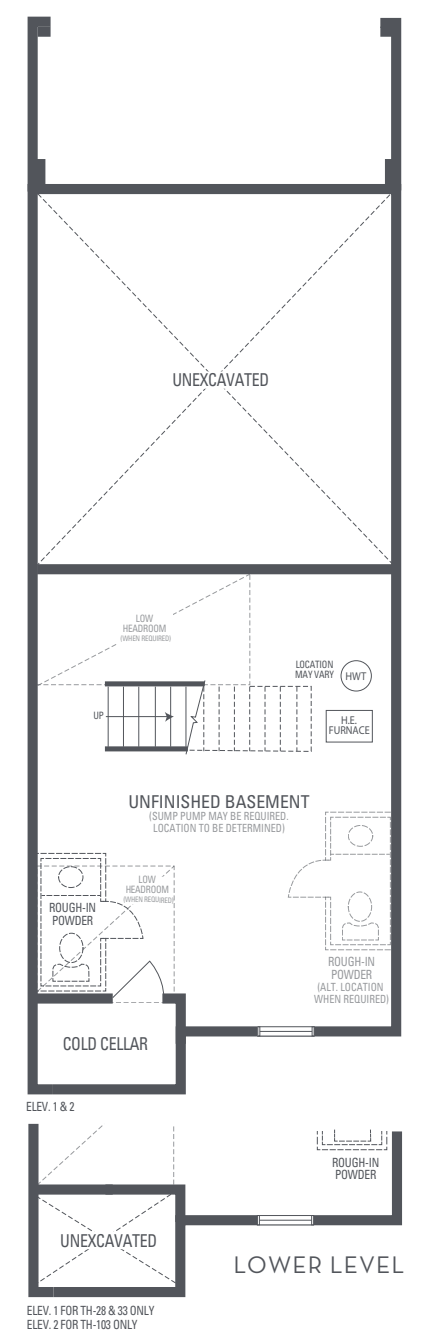 UNEXCAVATED
LOW
HEADROOM
(WHEN REQUIRED)
LOCATION
MAY VARY
HWT
UP
H.E.
FURNACE
UNFINISHED BASEMENT
(SUMP PUMP MAY BE REQUIRED.
LOCATION TO BE DETERMINED)
LOW
HEADROOM
(WHEN REQUIRED)
ROUGH-IN
POWDER
ROUGH-IN
POWDER
(ALT. LOCATION
WHEN REQUIRED)
COLD CELLAR
ELEV. 1 & 2
ROUGH-IN
POWDER
UNEXCAVATED
LOWER LEVEL
ELEV. 1 FOR TH-28 & 33 ONLY
ELEV. 2 FOR TH-103 ONLY